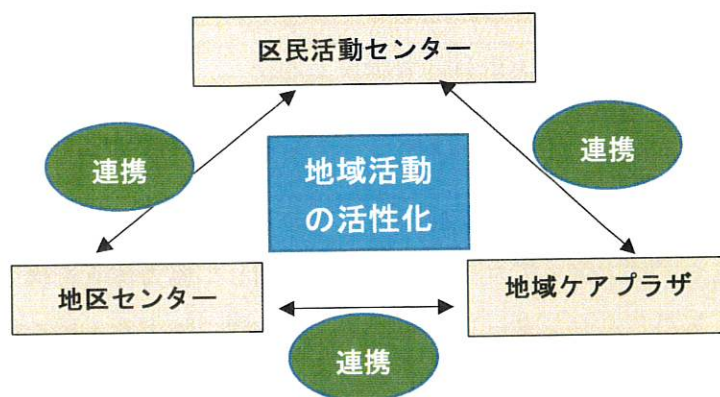 区民活動センター
連携
連携
地域活動
の活性化
地区センター
地域ケアプラザ
連携